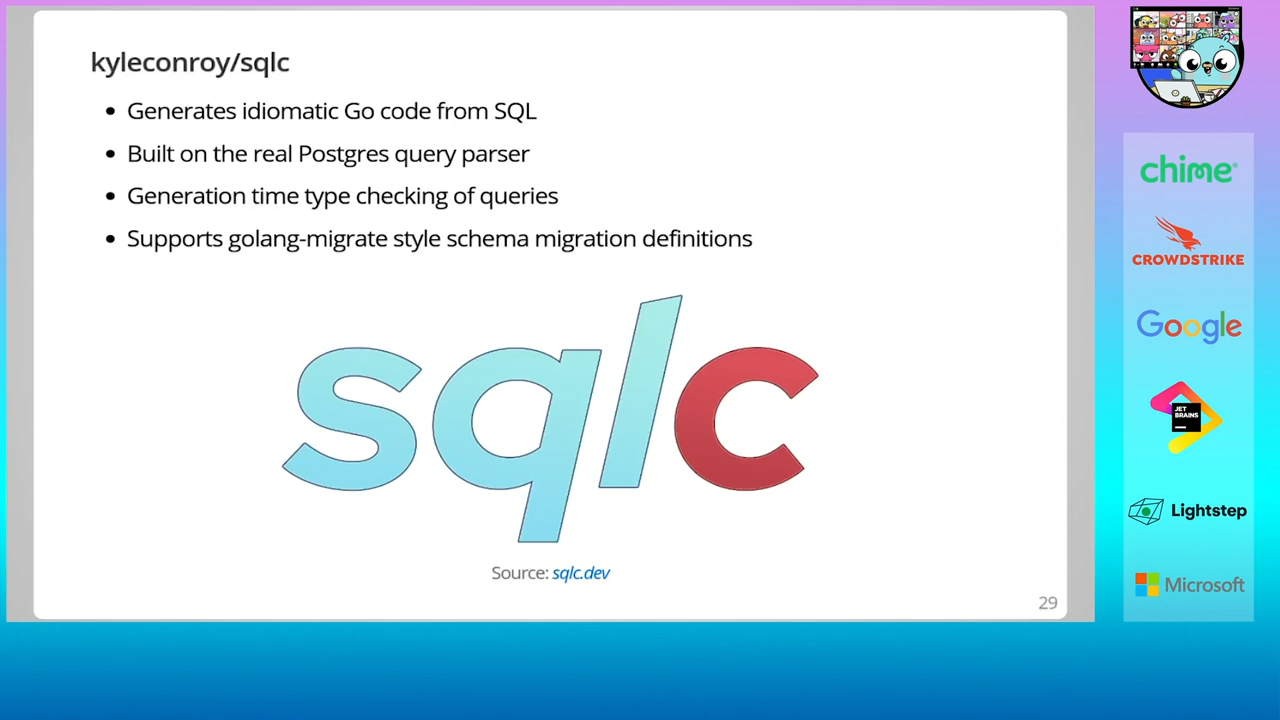 kyleconroy/sqlc
• Generates idiomatic Go code from SQL
• Built on the real Postgres query parser
• Generation time type checking of queries
• Supports golang-migrate style schema migration definitions
sqlc
Source: sqlc.dev
29
chime®
CROWDSTRIKE
Google
JET
BRAINS
Lightstep
Microsoft